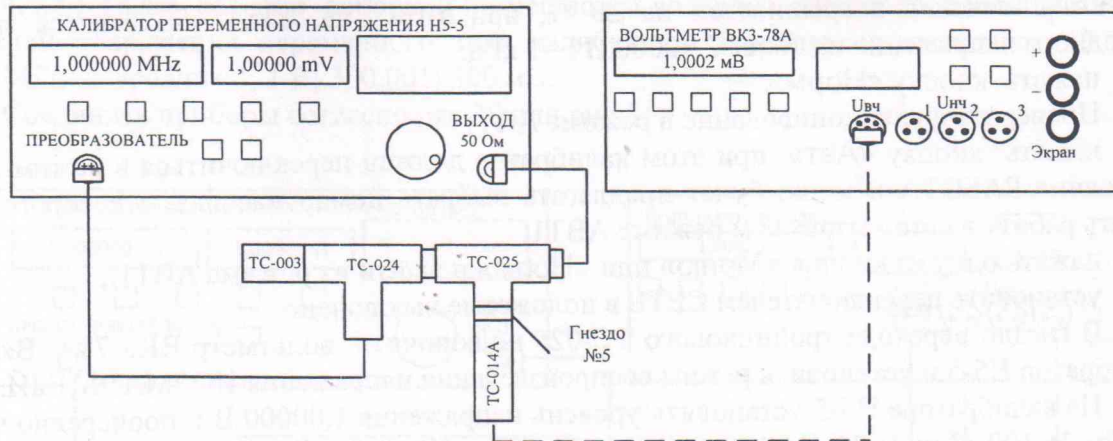 КАЛИБРАТОР ПЕРЕМЕННОГО НАПРЯЖЕНИЯ Н5-5
1,000000 MHz
1,00000 mV
ПРЕОБРАЗОВАТЕЛЬ
ВЫХОД
50 Ом
ВОЛЬТМЕТР ВК3-78А
1,0002 мВ
Uвч
Uнч 2
3
+
-
Экран
ТС-003
ТС-024
ТС-025
Гнездо
№5
ТС-014А